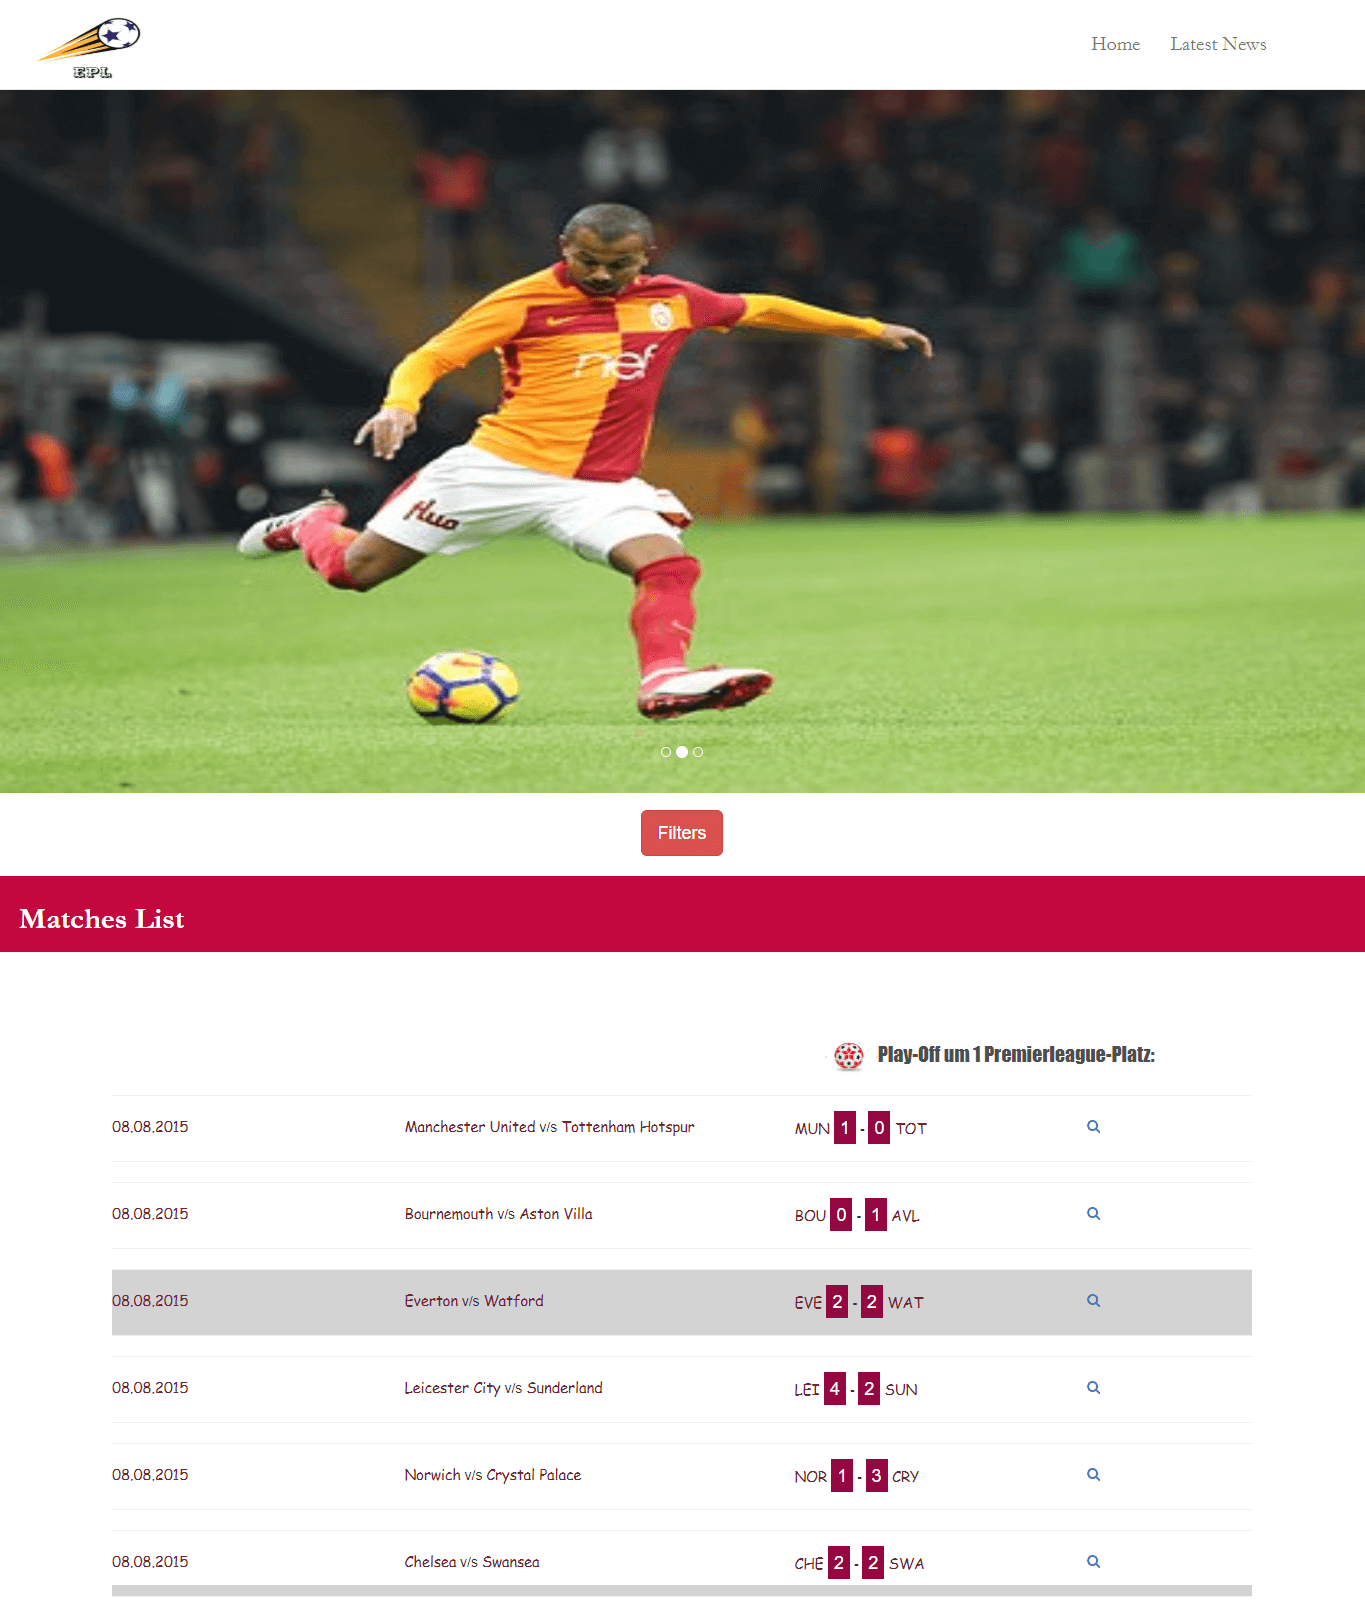 EPL
Home Latest News
nef
Huo
Filters
Matches List
Play-Off um 1 Premierleague-Platz:
08.08.2015 Manchester United v/s Tottenham Hotspur MUN 1 - 0 TOT
08.08.2015 Bournemouth v/s Aston Villa BOU 0 - 1 AVL
08.08.2015 Everton v/s Watford EVE 2 - 2 WAT
08.08.2015 Leicester City v/s Sunderland LEI 4 - 2 SUN
08.08.2015 Norwich v/s Crystal Palace NOR 1 - 3 CRY
08.08.2015 Chelsea v/s Swansea CHE 2 - 2 SWA